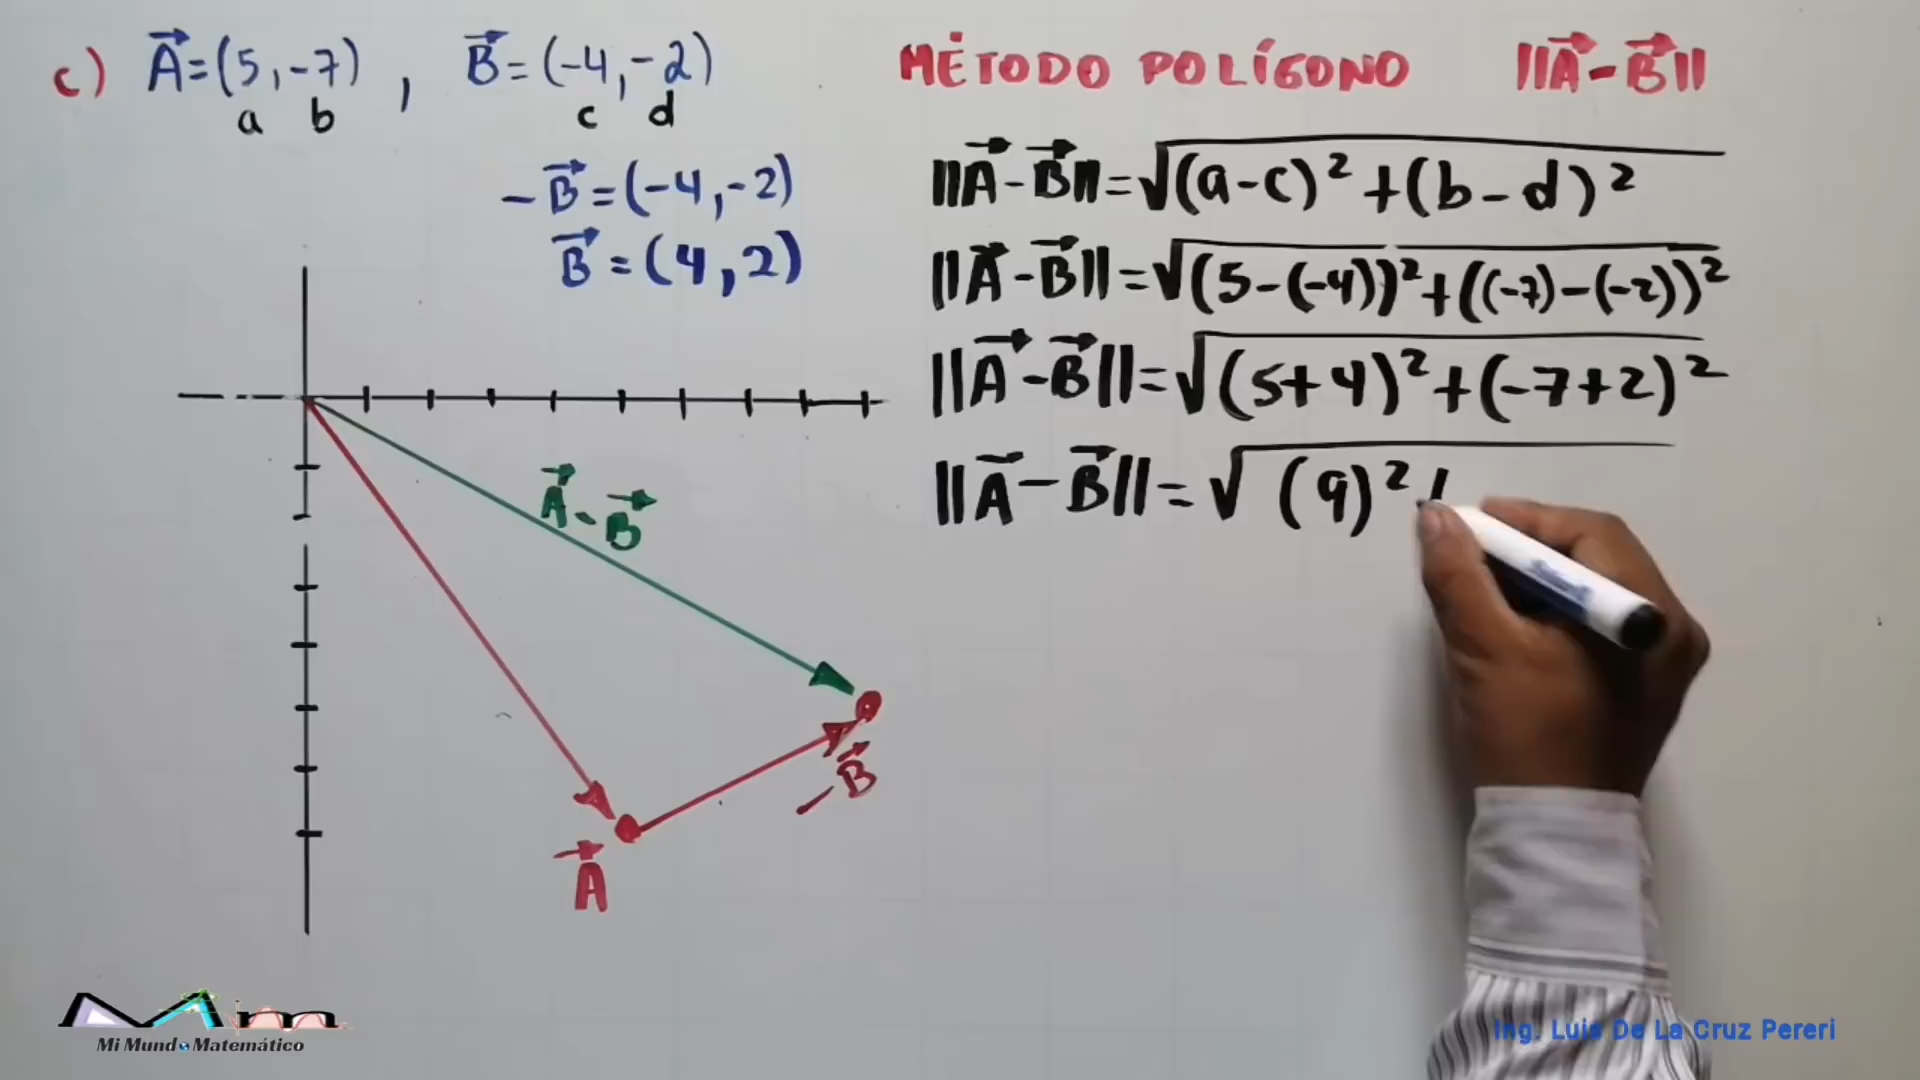 c) A=(5,-7) , B=(-4,-2)
a b c d
-B=(-4,-2)
B=(4,2)
MÉTODO POLÍGONO ||A-B||
||A-B||=√(a-c)²+(b-d)²
||A-B||=√(5-(-4))²+((-7)-(-2))²
||A-B||=√(5+4)²+(-7+2)²
||A-B||=√(9)²
A-B
-B
A
Mim
Mi Mundo Matemático
Ing. Luis De La Cruz Pereri